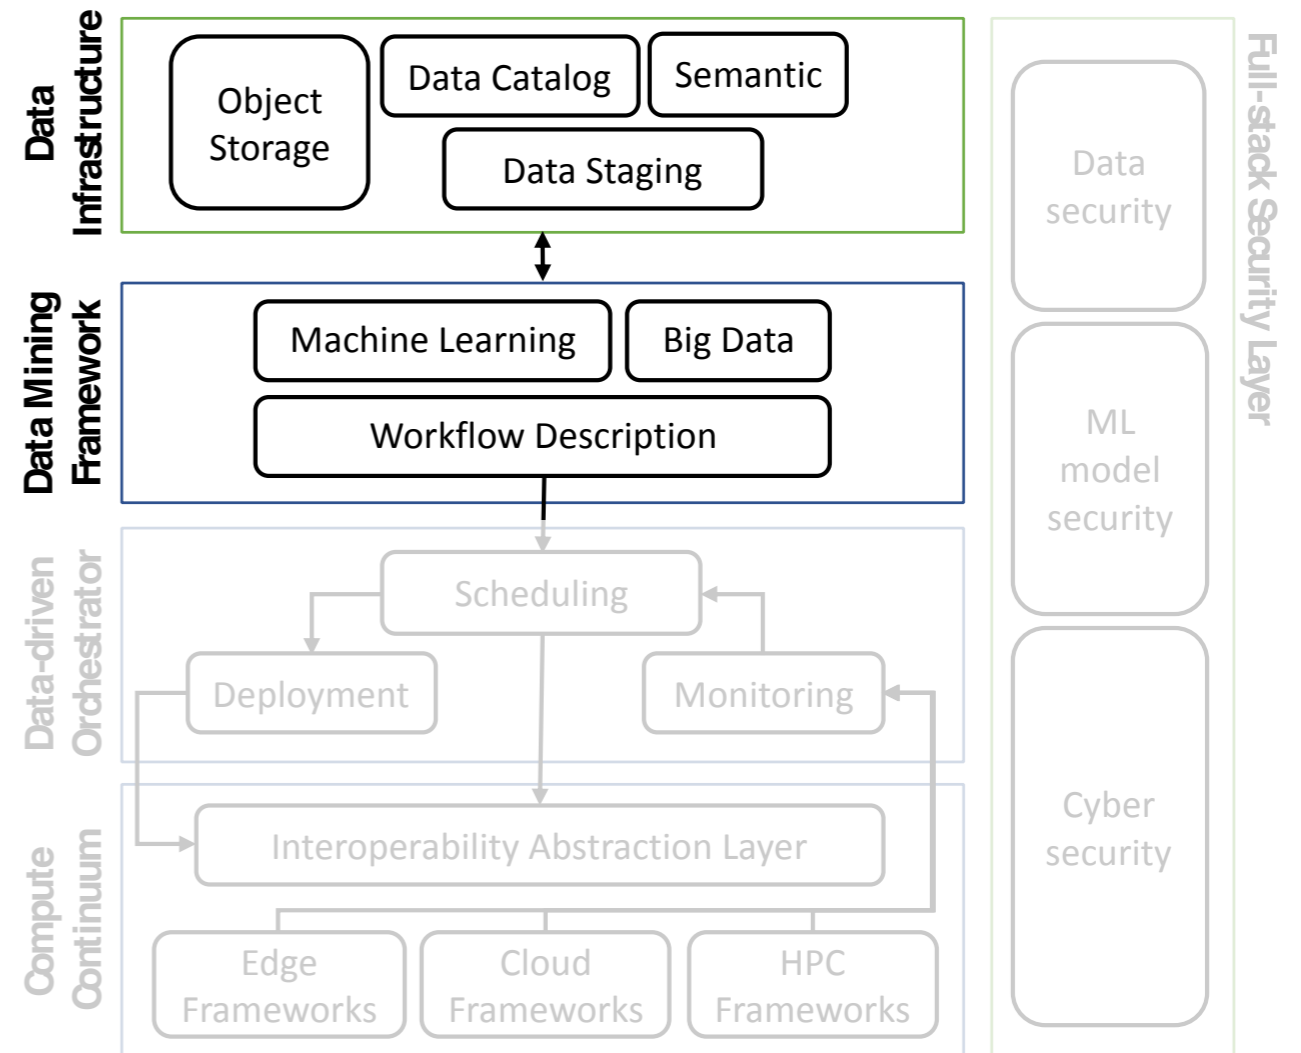 Data
Infrastructure
Object
Storage
Data Catalog
Semantic
Data Staging
Data Mining
Framework
Machine Learning
Big Data
Workflow Description
Data-driven
Orchestrator
Scheduling
Deployment
Monitoring
Compute
Continuum
Interoperability Abstraction Layer
Edge
Frameworks
Cloud
Frameworks
HPC
Frameworks
Full-stack Security Layer
Data
security
ML
model
security
Cyber
security